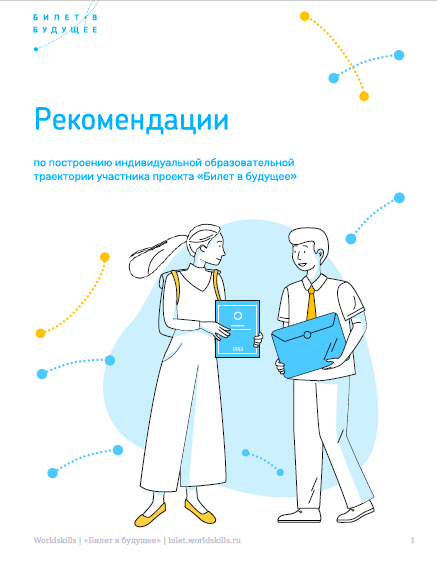 БИЛЕТ В
БУДУЩЕЕ
Рекомендации
по построению индивидуальной образовательной
траектории участника проекта «Билет в будущее»
Worldskills | «Билет в будущее» | bilet.worldskills.ru 1